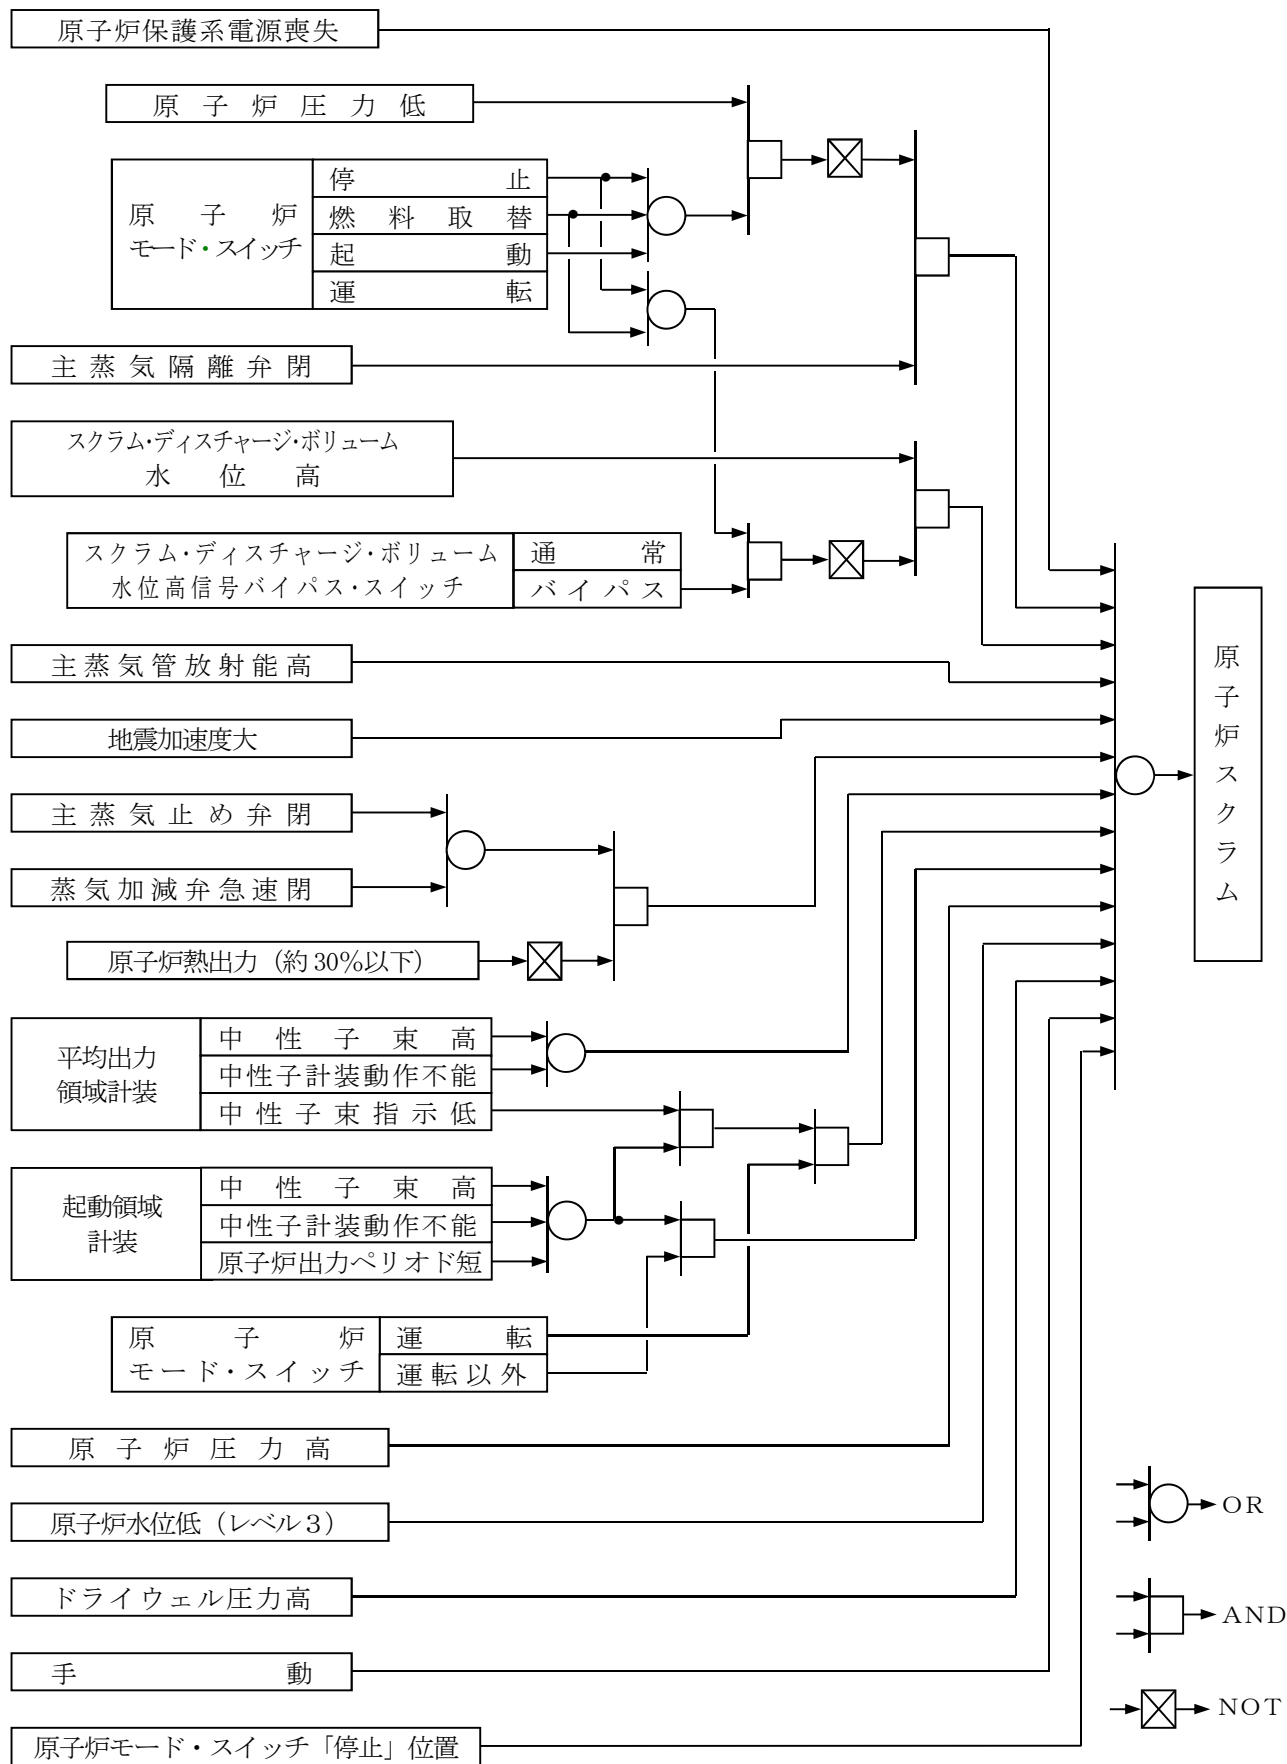 原子炉保護系電源喪失
原子炉圧力低
原子炉
モード・スイッチ
停止
燃料取替
起動
運転
主蒸気隔離弁閉
スクラム・ディスチャージ・ボリューム
水位高
スクラム・ディスチャージ・ボリューム
水位高信号バイパス・スイッチ
通常
バイパス
主蒸気管放射能高
地震加速度大
主蒸気止め弁閉
蒸気加減弁急速閉
原子炉熱出力（約30％以下）
平均出力
領域計装
中性子束高
中性子計装動作不能
中性子束指示低
起動領域
計装
中性子束高
中性子計装動作不能
原子炉出力ペリオド短
原子炉
モード・スイッチ
運転
運転以外
原子炉圧力高
原子炉水位低（レベル３）
ドライウェル圧力高
手動
原子炉モード・スイッチ「停止」位置
原子炉スクラム
OR
AND
NOT